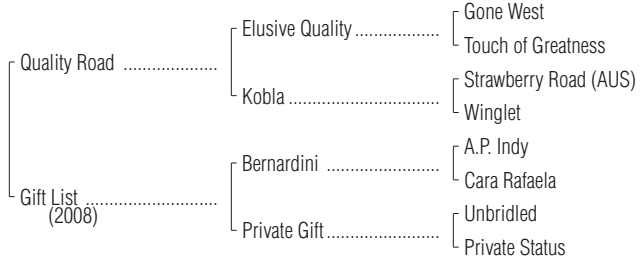 Gone West
Elusive Quality ....................
Touch of Greatness
Quality Road ....................
Strawberry Road (AUS)
Kobla ....................................
Winglet
A.P. Indy
Bernardini ...........................
Cara Rafaela
Gift List ...............................
(2008)
Unbridled
Private Gift ...........................
Private Status